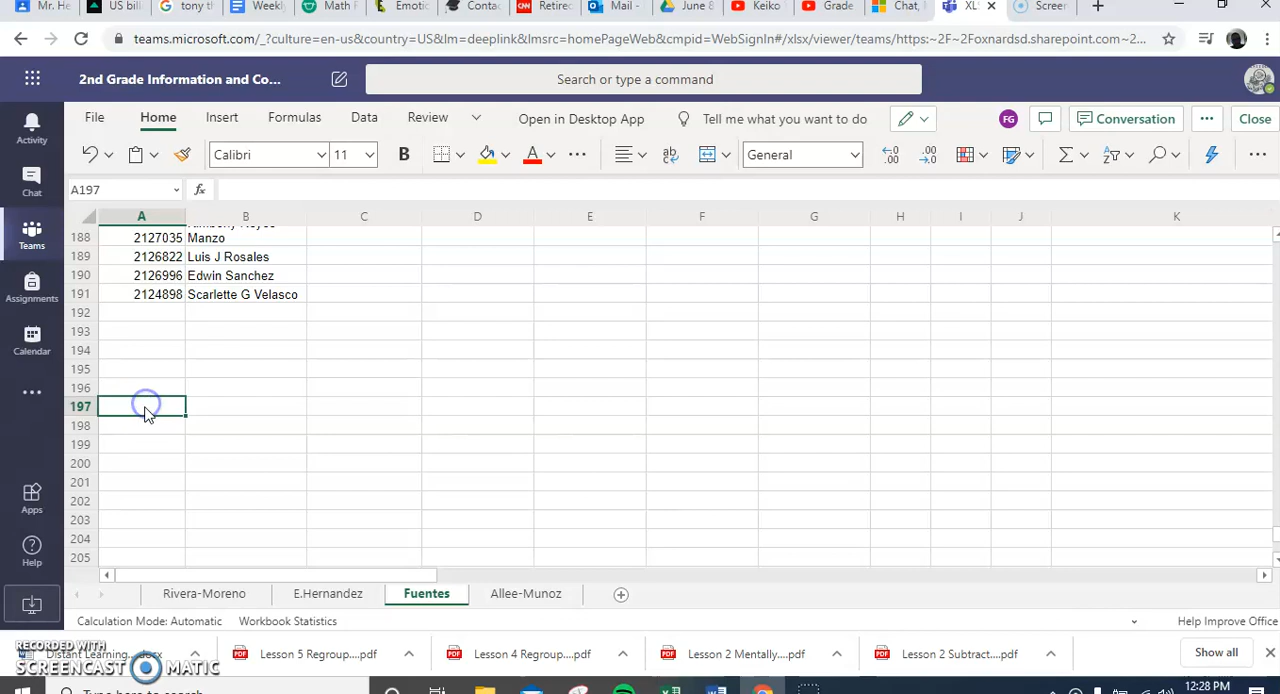 Mr. He US bill tony th Weekly Math F Emotic Contac Retire Mail - June 8 Keiko Grade Chat, XL Screen
teams.microsoft.com/_?culture=en-us&country=US&lm=deeplink&lmsrc=homePageWeb&cmpid=WebSignIn#/xlsx/viewer/teams/https:~2F~2Foxnardsd.sharepoint.com~2...
2nd Grade Information and Co... Search or type a command
Activity
Chat
Teams
Assignments
Calendar
Apps
Help
File Home Insert Formulas Data Review Open in Desktop App Tell me what you want to do FG Conversation Close
Calibri 11 B A ab General
A197 fx
A B C D E F G H I J K
188 2127035 Manzo
189 2126822 Luis J Rosales
190 2126996 Edwin Sanchez
191 2124898 Scarlette G Velasco
192
193
194
195
196
197
198
199
200
201
202
203
204
205
Rivera-Moreno E.Hernandez Fuentes Allee-Munoz
Calculation Mode: Automatic Workbook Statistics Help Improve Office
Lesson 5 Regroup....pdf Lesson 4 Regroup....pdf Lesson 2 Mentally....pdf Lesson 2 Subtract....pdf Show all
RECORDED WITH
SCREENCAST MATIC
12:28 PM